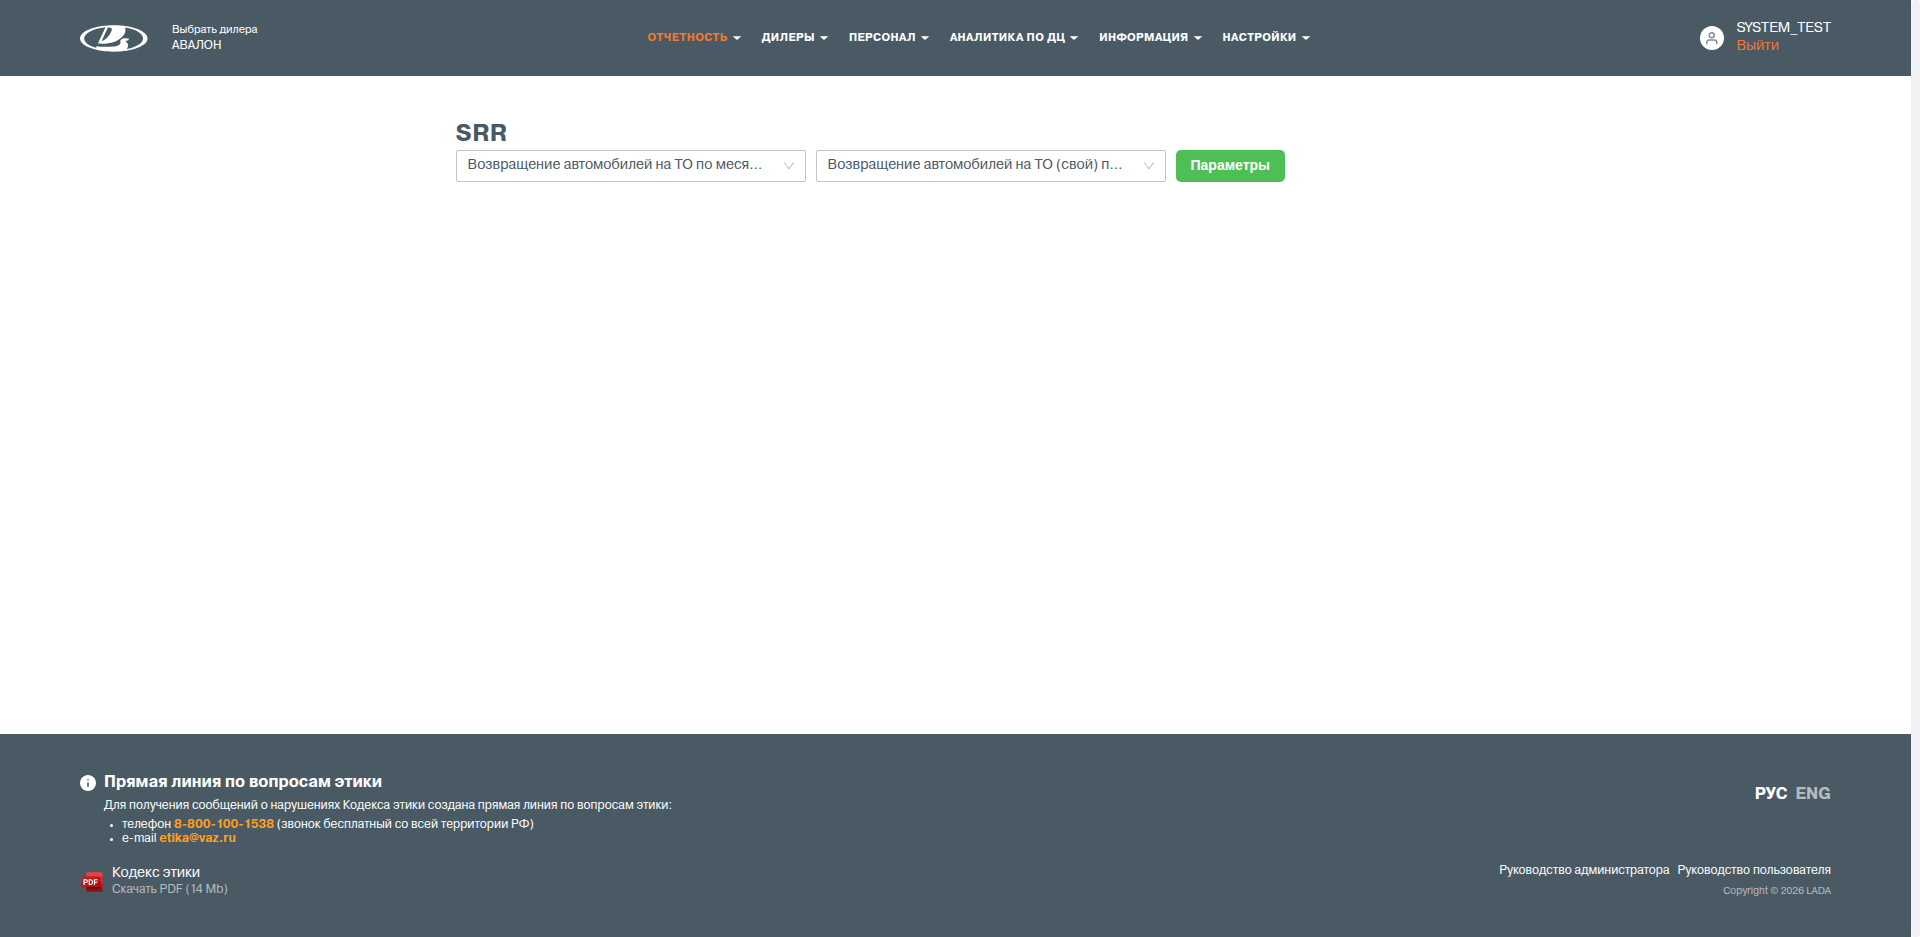 Выбрать дилера
АВАЛОН
ОТЧЕТНОСТЬ ДИЛЕРЫ ПЕРСОНАЛ АНАЛИТИКА ПО ДЦ ИНФОРМАЦИЯ НАСТРОЙКИ
SYSTEM_TEST
Выйти
SRR
Возвращение автомобилей на ТО по меся... Возвращение автомобилей на ТО (свой) п... Параметры
Прямая линия по вопросам этики
Для получения сообщений о нарушениях Кодекса этики создана прямая линия по вопросам этики:
• телефон 8-800-100-1538 (звонок бесплатный со всей территории РФ)
• e-mail etika@vaz.ru
PDF
Кодекс этики
Скачать PDF (14 Mb)
РУС ENG
Руководство администратора Руководство пользователя
Copyright © 2026 LADA